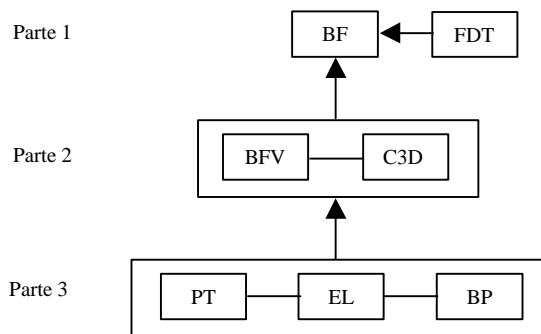 Parte 1 BF FDT
Parte 2 BFV C3D
Parte 3 PT EL BP